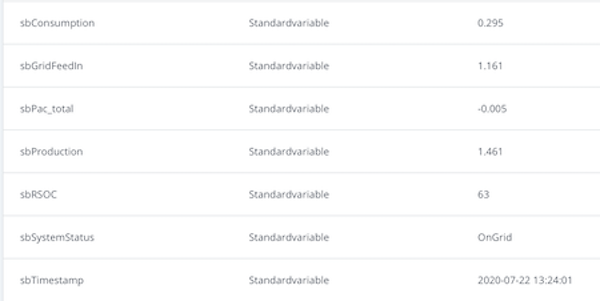 sbConsumption Standardvariable 0.295
sbGridFeedIn Standardvariable 1.161
sbPac_total Standardvariable -0.005
sbProduction Standardvariable 1.461
sbRSOC Standardvariable 63
sbSystemStatus Standardvariable OnGrid
sbTimestamp Standardvariable 2020-07-22 13:24:01